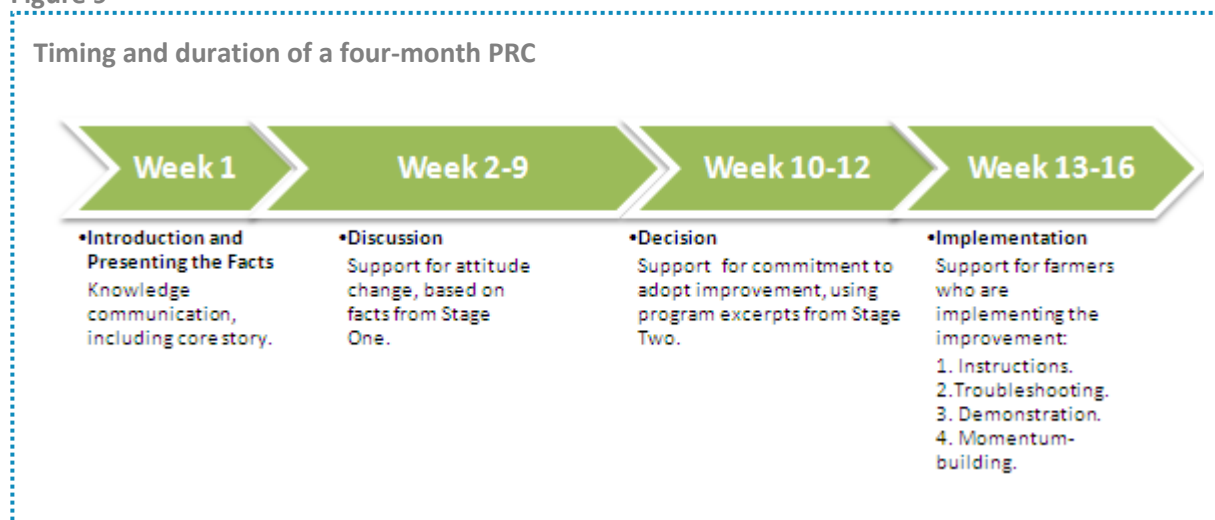 Timing and duration of a four-month PRC
Week 1
Week 2-9
Week 10-12
Week 13-16
•Introduction and
Presenting the Facts
Knowledge
communication,
including core story.
•Discussion
Support for attitude
change, based on
facts from Stage
One.
•Decision
Support for commitment to
adopt improvement, using
program excerpts from Stage
Two.
•Implementation
Support for farmers
who are
implementing the
improvement:
1. Instructions.
2.Troubleshooting.
3. Demonstration.
4. Momentum-
building.